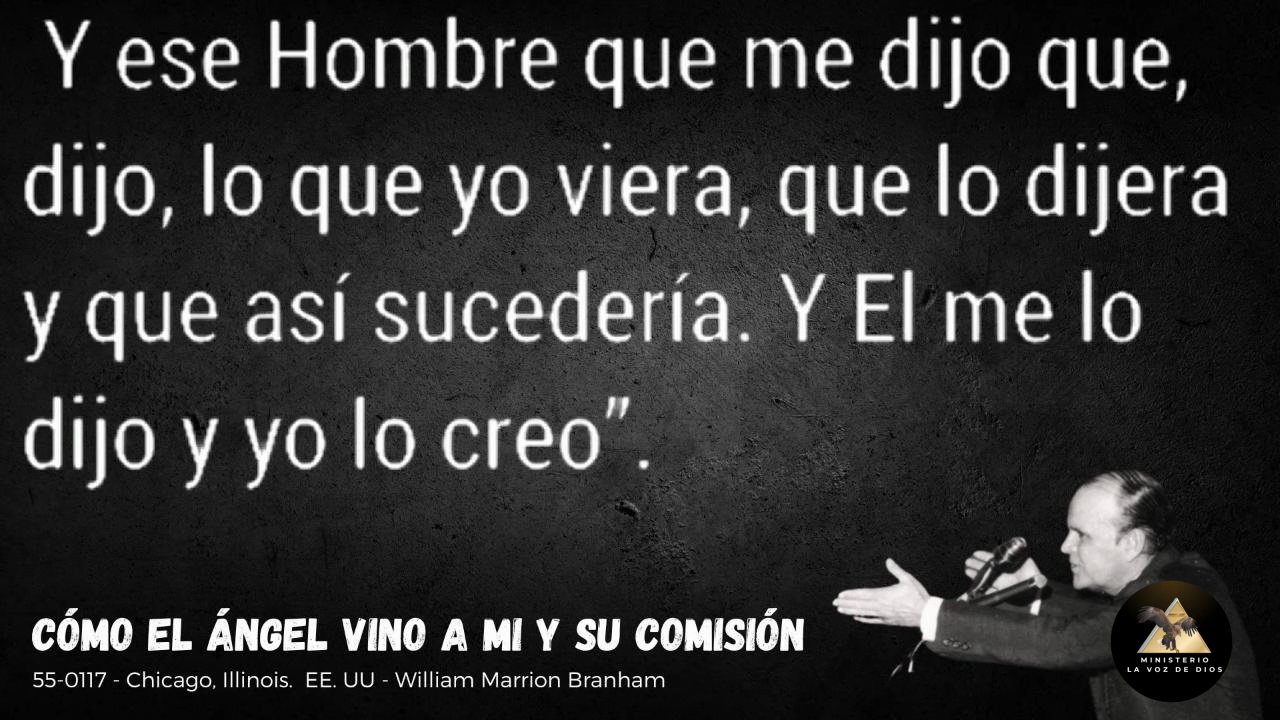 Y ese Hombre que me dijo que,
dijo, lo que yo viera, que lo dijera
y que así sucedería. Y El me lo
dijo y yo lo creo”.
CÓMO EL ÁNGEL VINO A MI Y SU COMISIÓN
55-0117 - Chicago, Illinois. EE. UU - William Marrion Branham
MINISTERIO
LA VOZ DE DIOS